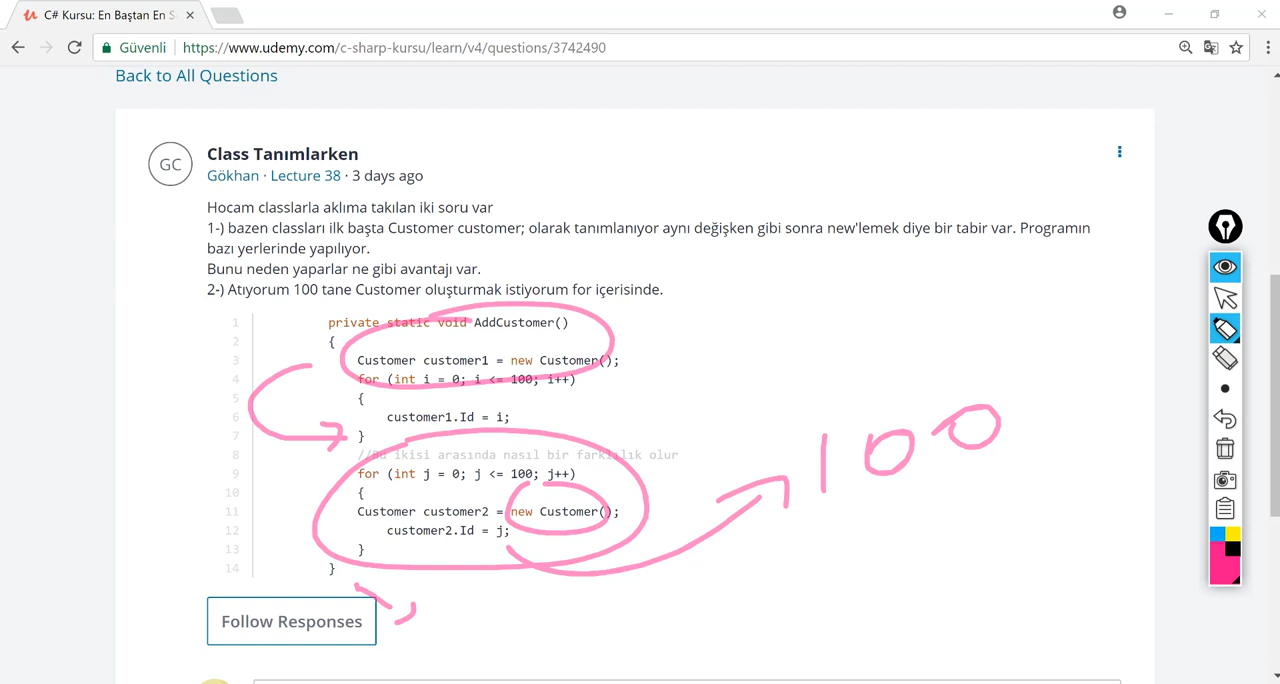 C# Kursu: En Baştan En S
Güvenli https://www.udemy.com/c-sharp-kursu/learn/v4/questions/3742490
Back to All Questions
GC
Class Tanımlarken
Gökhan · Lecture 38 · 3 days ago
Hocam classlarla aklıma takılan iki soru var
1-) bazen classları ilk başta Customer customer; olarak tanımlanıyor aynı değişken gibi sonra new'lemek diye bir tabir var. Programın
bazı yerlerinde yapılıyor.
Bunu neden yaparlar ne gibi avantajı var.
2-) Atıyorum 100 tane Customer oluşturmak istiyorum for içerisinde.
1 private static void AddCustomer()
2 {
3 Customer customer1 = new Customer();
4 for (int i = 0; i <= 100; i++)
5 {
6 customer1.Id = i;
7 }
8 //Bu ikisi arasında nasıl bir farklılık olur
9 for (int j = 0; j <= 100; j++)
10 {
11 Customer customer2 = new Customer();
12 customer2.Id = j;
13 }
14 }
100
Follow Responses